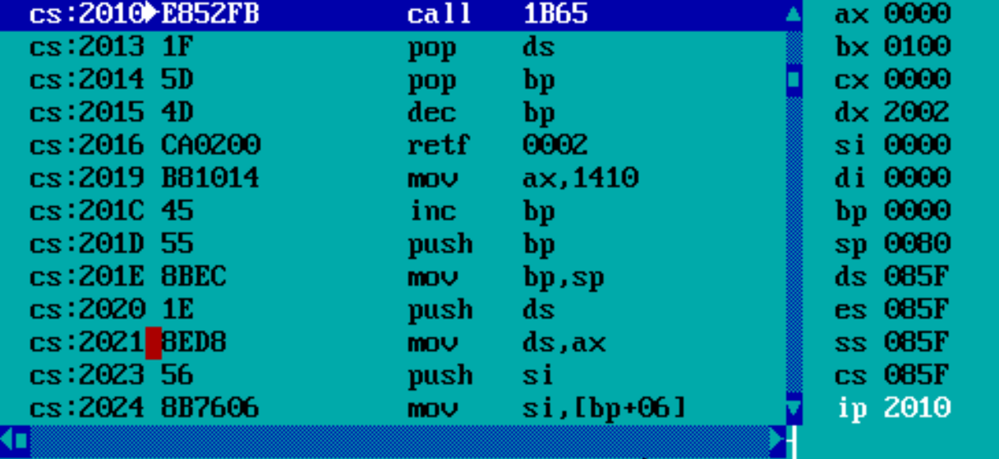 cs:2010►E852FB call 1B65 ax 0000
cs:2013 1F pop ds bx 0100
cs:2014 5D pop bp cx 0000
cs:2015 4D dec bp dx 2002
cs:2016 CA0200 retf 0002 si 0000
cs:2019 B81014 mov ax,1410 di 0000
cs:201C 45 inc bp bp 0000
cs:201D 55 push bp sp 0080
cs:201E 8BEC mov bp,sp ds 085F
cs:2020 1E push ds es 085F
cs:2021 8ED8 mov ds,ax ss 085F
cs:2023 56 push si cs 085F
cs:2024 8B7606 mov si,[bp+06] ip 2010